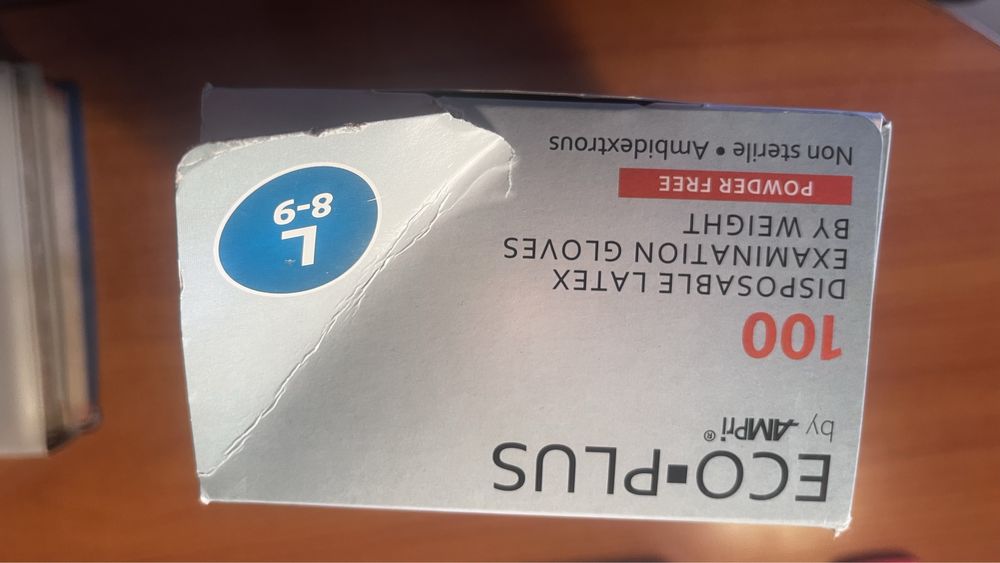 ECO▪PLUS
by AMPri®
100
DISPOSABLE LATEX
EXAMINATION GLOVES
BY WEIGHT
POWDER FREE
Non sterile • Ambidextrous
L
8-9